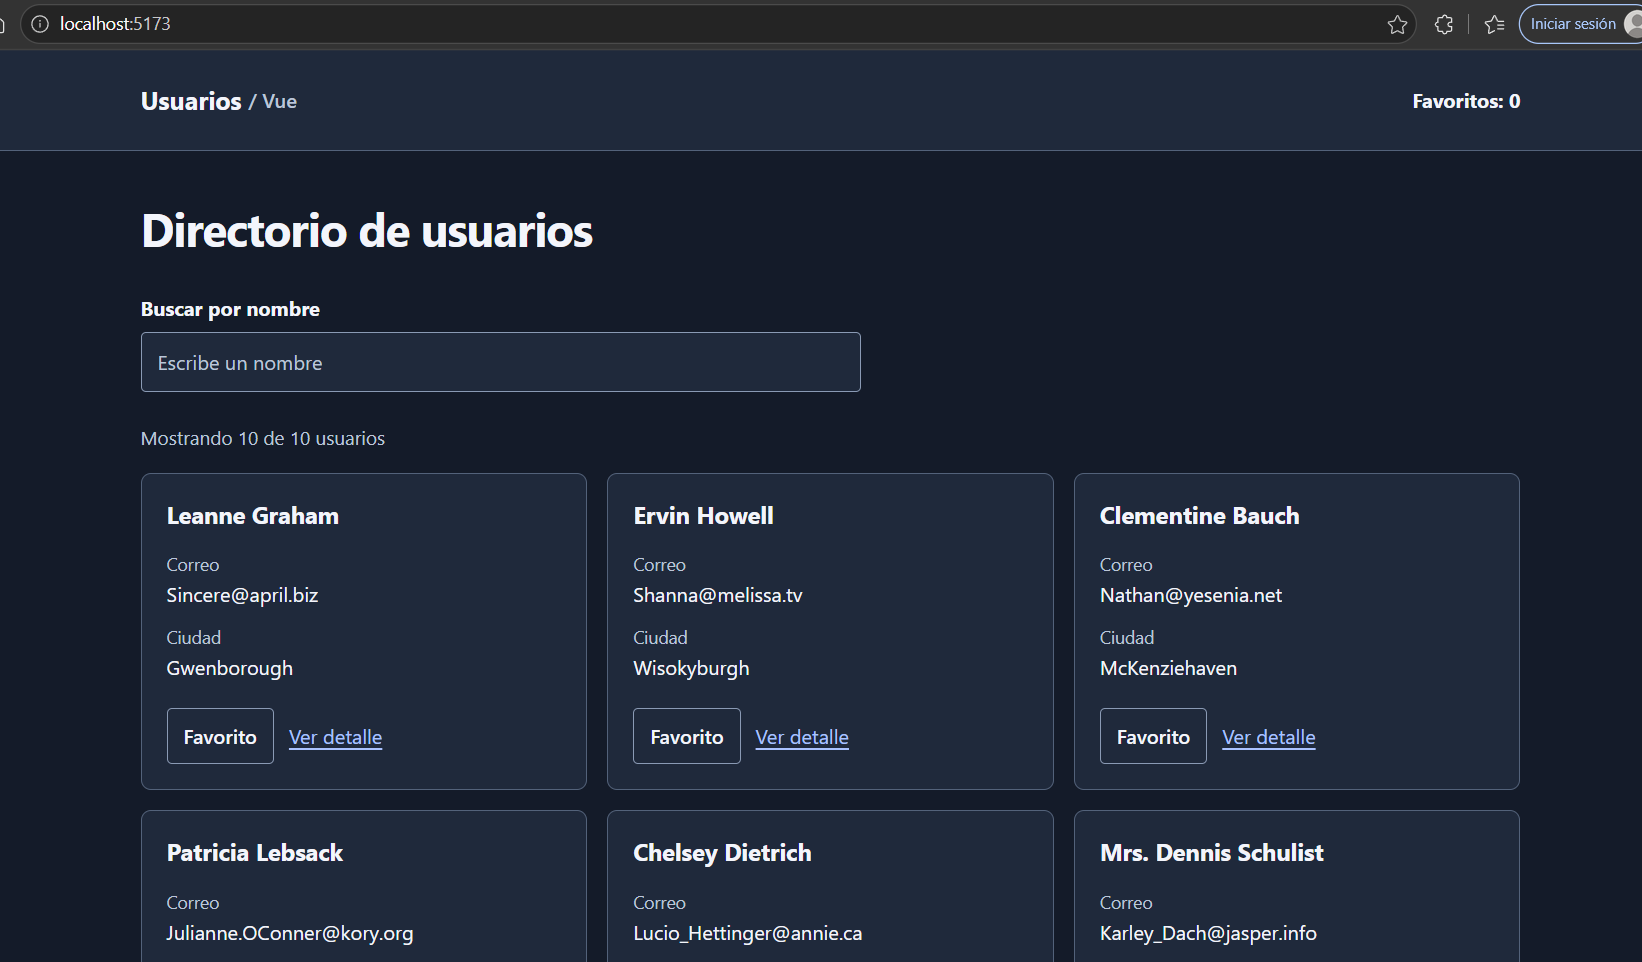 localhost:5173
Iniciar sesión
Usuarios / Vue
Favoritos: 0
Directorio de usuarios
Buscar por nombre
Escribe un nombre
Mostrando 10 de 10 usuarios
Leanne Graham
Correo
Sincere@april.biz
Ciudad
Gwenborough
Favorito Ver detalle
Ervin Howell
Correo
Shanna@melissa.tv
Ciudad
Wisokyburgh
Favorito Ver detalle
Clementine Bauch
Correo
Nathan@yesenia.net
Ciudad
McKenziehaven
Favorito Ver detalle
Patricia Lebsack
Correo
Julianne.OConner@kory.org
Chelsey Dietrich
Correo
Lucio_Hettinger@annie.ca
Mrs. Dennis Schulist
Correo
Karley_Dach@jasper.info